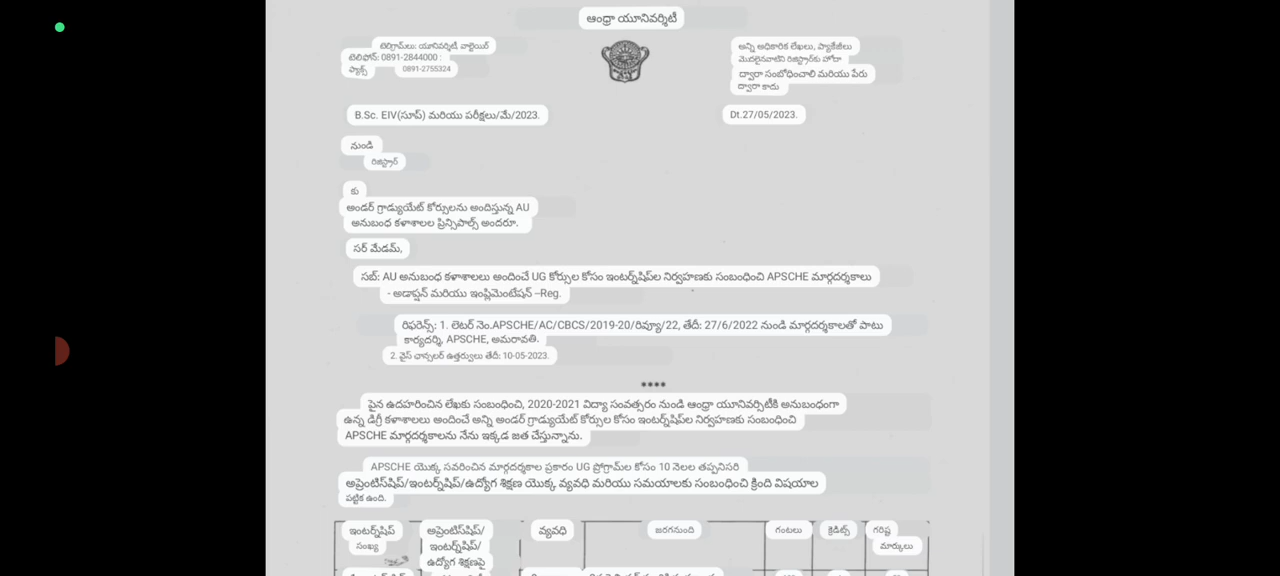 ఆంధ్రా యూనివర్శిటీ
టెలిగ్రామ్‌లు: యూనివర్శిటీ వాల్తెయిర్
టెలిఫోన్: 0891-2844000 :
ఫ్యాక్స్ 0891-2755324
అన్ని అధికారిక లేఖలు, ప్యాకేజీలు
మొదలైనవాటిని రిజిస్ట్రార్‌కు హోదా
ద్వారా సంబోధించాలి మరియు పేరు
ద్వారా కాదు
B.Sc. EIV(సూప్) మరియు పరీక్షలు/మే/2023.
Dt.27/05/2023.
నుండి
రిజిస్ట్రార్
కు
అండర్ గ్రాడ్యుయేట్ కోర్సులను అందిస్తున్న AU
అనుబంధ కళాశాలల ప్రిన్సిపాల్స్ అందరూ.
సర్ మేడమ్,
సబ్: AU అనుబంధ కళాశాలలు అందించే UG కోర్సుల కోసం ఇంటర్న్‌షిప్‌ల నిర్వహణకు సంబంధించి APSCHE మార్గదర్శకాలు
- అడాప్షన్ మరియు ఇంప్లిమెంటేషన్ –Reg.
రిఫరెన్స్: 1. లెటర్ నెం.APSCHE/AC/CBCS/2019-20/రివ్యూ/22, తేదీ: 27/6/2022 నుండి మార్గదర్శకాలతో పాటు
కార్యదర్శి, APSCHE, అమరావతి.
2. వైస్ ఛాన్సలర్ ఉత్తర్వులు తేదీ: 10-05-2023.
****
పైన ఉదహరించిన లేఖకు సంబంధించి, 2020-2021 విద్యా సంవత్సరం నుండి ఆంధ్రా యూనివర్సిటీకి అనుబంధంగా
ఉన్న డిగ్రీ కళాశాలలు అందించే అన్ని అండర్ గ్రాడ్యుయేట్ కోర్సుల కోసం ఇంటర్న్‌షిప్‌ల నిర్వహణకు సంబంధించి
APSCHE మార్గదర్శకాలను నేను ఇక్కడ జత చేస్తున్నాను.
APSCHE యొక్క సవరించిన మార్గదర్శకాల ప్రకారం UG ప్రోగ్రామ్‌ల కోసం 10 నెలల తప్పనిసరి
అప్రెంటిస్‌షిప్/ఇంటర్న్‌షిప్/ఉద్యోగ శిక్షణ యొక్క వ్యవధి మరియు సమయాలకు సంబంధించి క్రింది విషయాల
పట్టిక ఉంది.
ఇంటర్న్‌షిప్
సంఖ్య
అప్రెంటిస్‌షిప్/
ఇంటర్న్‌షిప్/
ఉద్యోగ శిక్షణపై
వ్యవధి
జరగనుంది
గంటలు
క్రెడిట్స్
గరిష్ట
మార్కులు